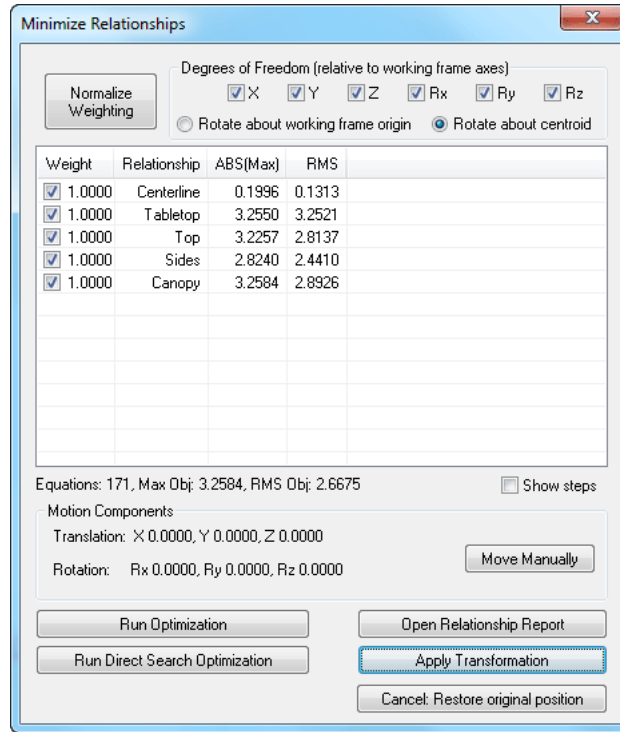 Minimize Relationships
Degrees of Freedom (relative to working frame axes)
Normalize Weighting
X Y Z Rx Ry Rz
Rotate about working frame origin Rotate about centroid
Weight Relationship ABS(Max) RMS
1.0000 Centerline 0.1996 0.1313
1.0000 Tabletop 3.2550 3.2521
1.0000 Top 3.2257 2.8137
1.0000 Sides 2.8240 2.4410
1.0000 Canopy 3.2584 2.8926
Equations: 171, Max Obj: 3.2584, RMS Obj: 2.6675
Show steps
Motion Components
Translation: X 0.0000, Y 0.0000, Z 0.0000
Rotation: Rx 0.0000, Ry 0.0000, Rz 0.0000
Move Manually
Run Optimization
Open Relationship Report
Run Direct Search Optimization
Apply Transformation
Cancel: Restore original position